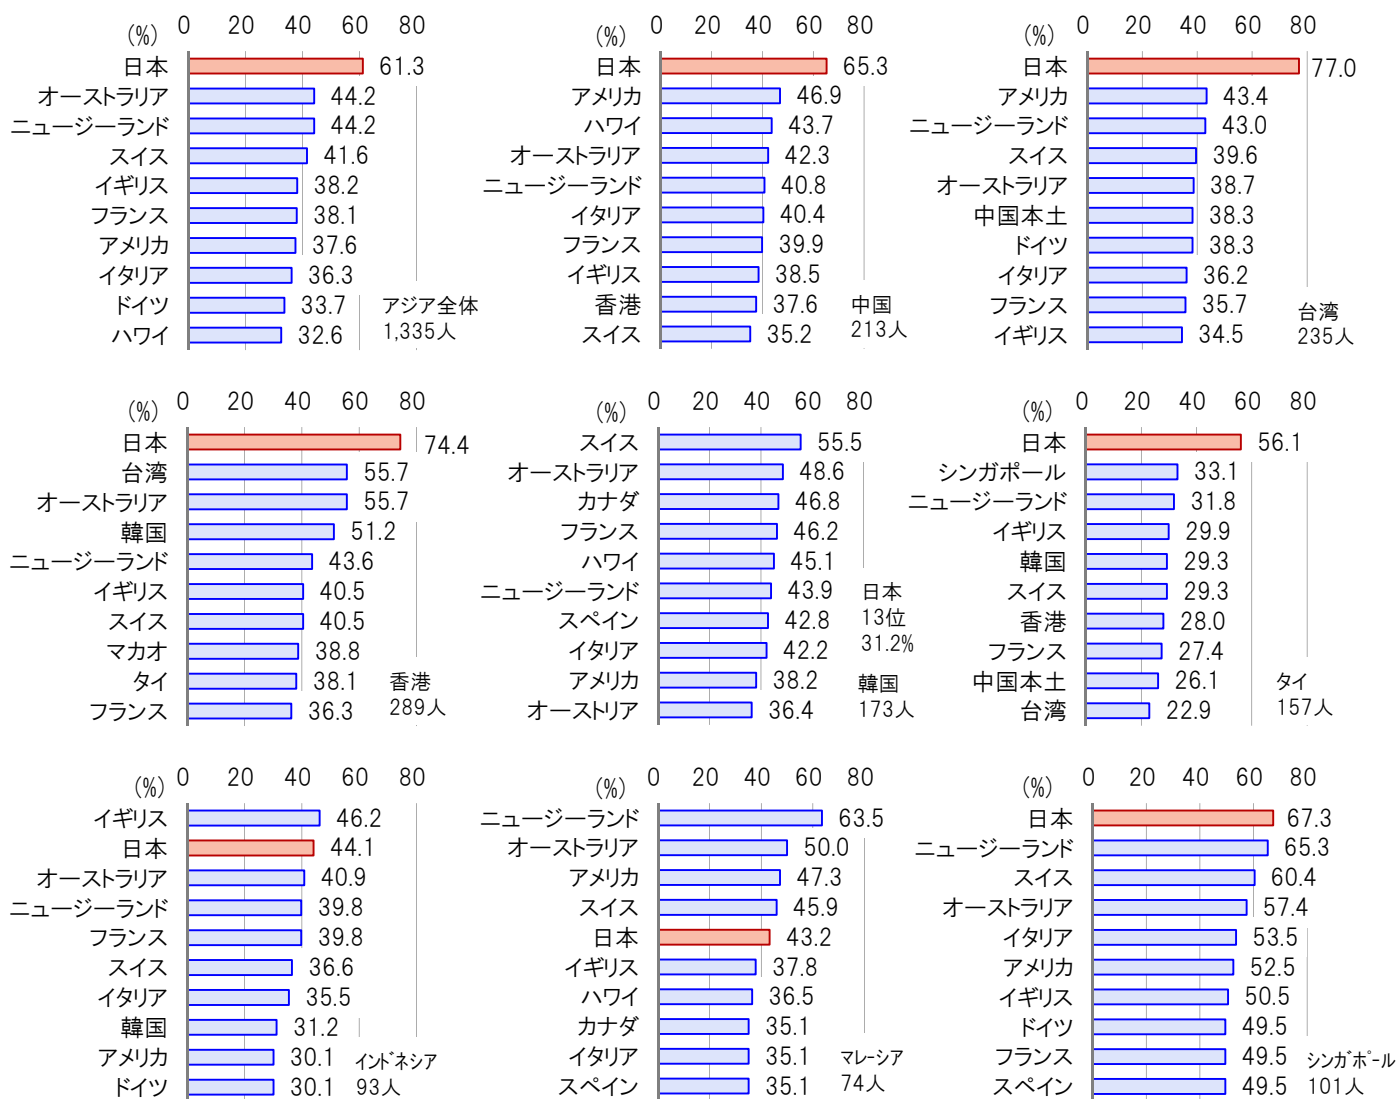 (%) 0 20 40 60 80
日本 61.3
オーストラリア 44.2
ニュージーランド 44.2
スイス 41.6
イギリス 38.2
フランス 38.1
アメリカ 37.6
イタリア 36.3
ドイツ 33.7
ハワイ 32.6
アジア全体
1,335人
(%) 0 20 40 60 80
日本 65.3
アメリカ 46.9
ハワイ 43.7
オーストラリア 42.3
ニュージーランド 40.8
イタリア 40.4
フランス 39.9
イギリス 38.5
香港 37.6
スイス 35.2
中国
213人
(%) 0 20 40 60 80
日本 77.0
アメリカ 43.4
ニュージーランド 43.0
スイス 39.6
オーストラリア 38.7
中国本土 38.3
ドイツ 38.3
イタリア 36.2
フランス 35.7
イギリス 34.5
台湾
235人
(%) 0 20 40 60 80
日本 74.4
台湾 55.7
オーストラリア 55.7
韓国 51.2
ニュージーランド 43.6
イギリス 40.5
スイス 40.5
マカオ 38.8
タイ 38.1
フランス 36.3
香港
289人
(%) 0 20 40 60 80
スイス 55.5
オーストラリア 48.6
カナダ 46.8
フランス 46.2
ハワイ 45.1
ニュージーランド 43.9
スペイン 42.8
イタリア 42.2
アメリカ 38.2
オーストリア 36.4
日本
13位
31.2%
韓国
173人
(%) 0 20 40 60 80
日本 56.1
シンガポール 33.1
ニュージーランド 31.8
イギリス 29.9
韓国 29.3
スイス 29.3
香港 28.0
フランス 27.4
中国本土 26.1
台湾 22.9
タイ
157人
(%) 0 20 40 60 80
イギリス 46.2
日本 44.1
オーストラリア 40.9
ニュージーランド 39.8
フランス 39.8
スイス 36.6
イタリア 35.5
韓国 31.2
アメリカ 30.1
ドイツ 30.1
インドネシア
93人
(%) 0 20 40 60 80
ニュージーランド 63.5
オーストラリア 50.0
アメリカ 47.3
スイス 45.9
日本 43.2
イギリス 37.8
ハワイ 36.5
カナダ 35.1
イタリア 35.1
スペイン 35.1
マレーシア
74人
(%) 0 20 40 60 80
日本 67.3
ニュージーランド 65.3
スイス 60.4
オーストラリア 57.4
イタリア 53.5
アメリカ 52.5
イギリス 50.5
ドイツ 49.5
フランス 49.5
スペイン 49.5
シンガポール
101人